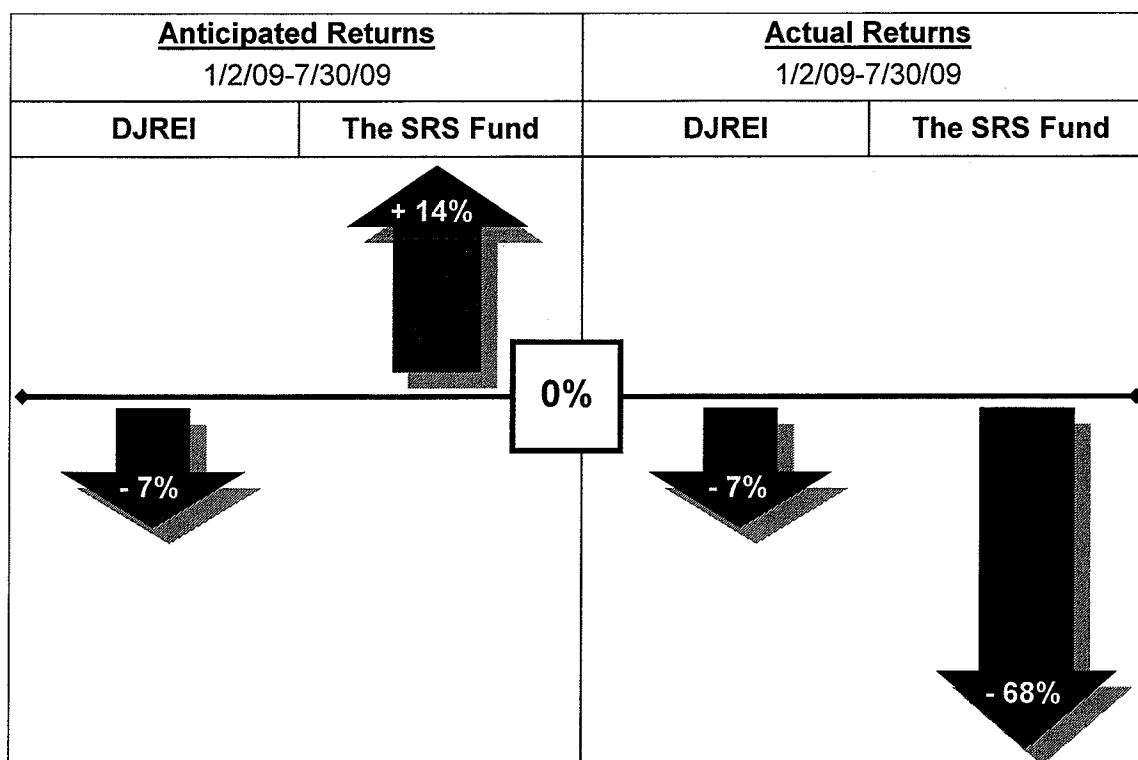 Anticipated Returns
1/2/09-7/30/09
Actual Returns
1/2/09-7/30/09
DJREI
The SRS Fund
DJREI
The SRS Fund
+ 14%
0%
- 7%
- 7%
- 68%